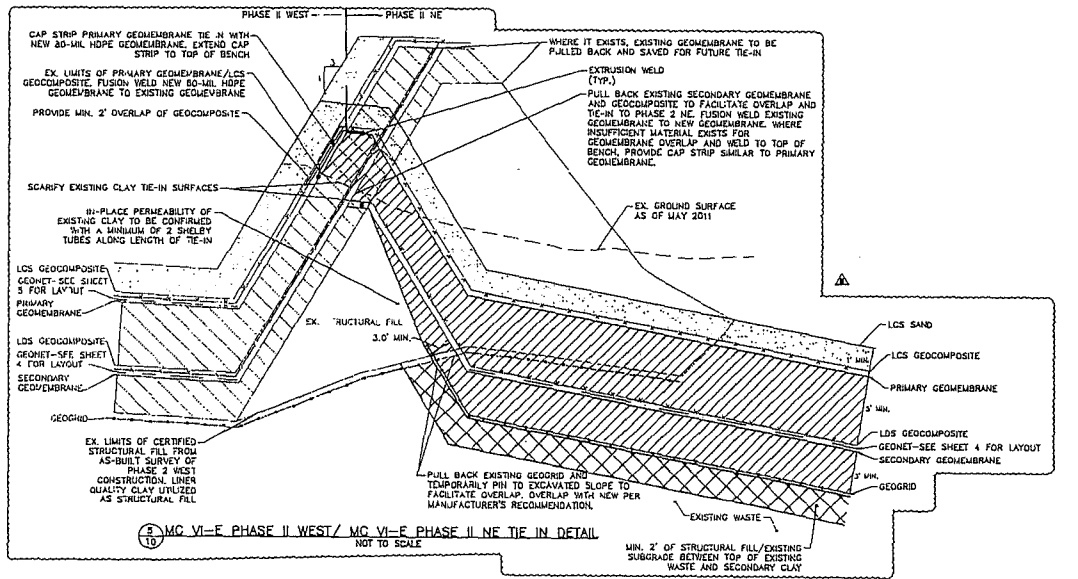 PHASE II WEST
PHASE II NE
CAP STRIP PRIMARY GEOMEMBRANE TIE IN WITH
NEW 80-MIL HDPE GEOMEMBRANE. EXTEND CAP
STRIP TO TOP OF BENCH
EX. LIMITS OF PRIMARY GEOMEMBRANE/LCS
GEOCOMPOSITE. FUSION WELD NEW 80-MIL HDPE
GEOMEMBRANE TO EXISTING GEOMEMBRANE
PROVIDE MIN. 2' OVERLAP OF GEOCOMPOSITE
SCARIFY EXISTING CLAY TIE-IN SURFACES
IN-PLACE PERMEABILITY OF
EXISTING CLAY TO BE CONFIRMED
WITH A MINIMUM OF 2 SHELBY
TUBES ALONG LENGTH OF TIE-IN
LCS GEOCOMPOSITE
GEONET-SEE SHEET
5 FOR LAYOUT
PRIMARY
GEOMEMBRANE
LDS GEOCOMPOSITE
GEONET-SEE SHEET
4 FOR LAYOUT
SECONDARY
GEOMEMBRANE
GEOGRID
EX. LIMITS OF CERTIFIED
STRUCTURAL FILL FROM
AS-BUILT SURVEY OF
PHASE 2 WEST
CONSTRUCTION. LINER
QUALITY CLAY UTILIZED
AS STRUCTURAL FILL
3
1
WHERE IT EXISTS, EXISTING GEOMEMBRANE TO BE
PULLED BACK AND SAVED FOR FUTURE TIE-IN
EXTRUSION WELD
(TYP.)
PULL BACK EXISTING SECONDARY GEOMEMBRANE
AND GEOCOMPOSITE TO FACILITATE OVERLAP AND
TIE-IN TO PHASE 2 NE. FUSION WELD EXISTING
GEOMEMBRANE TO NEW GEOMEMBRANE. WHERE
INSUFFICIENT MATERIAL EXISTS FOR
GEOMEMBRANE OVERLAP AND WELD TO TOP OF
BENCH, PROVIDE CAP STRIP SIMILAR TO PRIMARY
GEOMEMBRANE.
EX. GROUND SURFACE
AS OF MAY 2011
EX. STRUCTURAL FILL
3.0' MIN.
LCS SAND
1' MIN.
LCS GEOCOMPOSITE
PRIMARY GEOMEMBRANE
3' MIN.
LDS GEOCOMPOSITE
GEONET-SEE SHEET 4 FOR LAYOUT
SECONDARY GEOMEMBRANE
3' MIN.
GEOGRID
PULL BACK EXISTING GEOGRID AND
TEMPORARILY PIN TO EXCAVATED SLOPE TO
FACILITATE OVERLAP. OVERLAP WITH NEW PER
MANUFACTURER'S RECOMMENDATION.
EXISTING WASTE
MIN. 2' OF STRUCTURAL FILL/EXISTING
SUBGRADE BETWEEN TOP OF EXISTING
WASTE AND SECONDARY CLAY
5
10
MC VI-E PHASE II WEST/ MC VI-E PHASE II NE TIE IN DETAIL
NOT TO SCALE